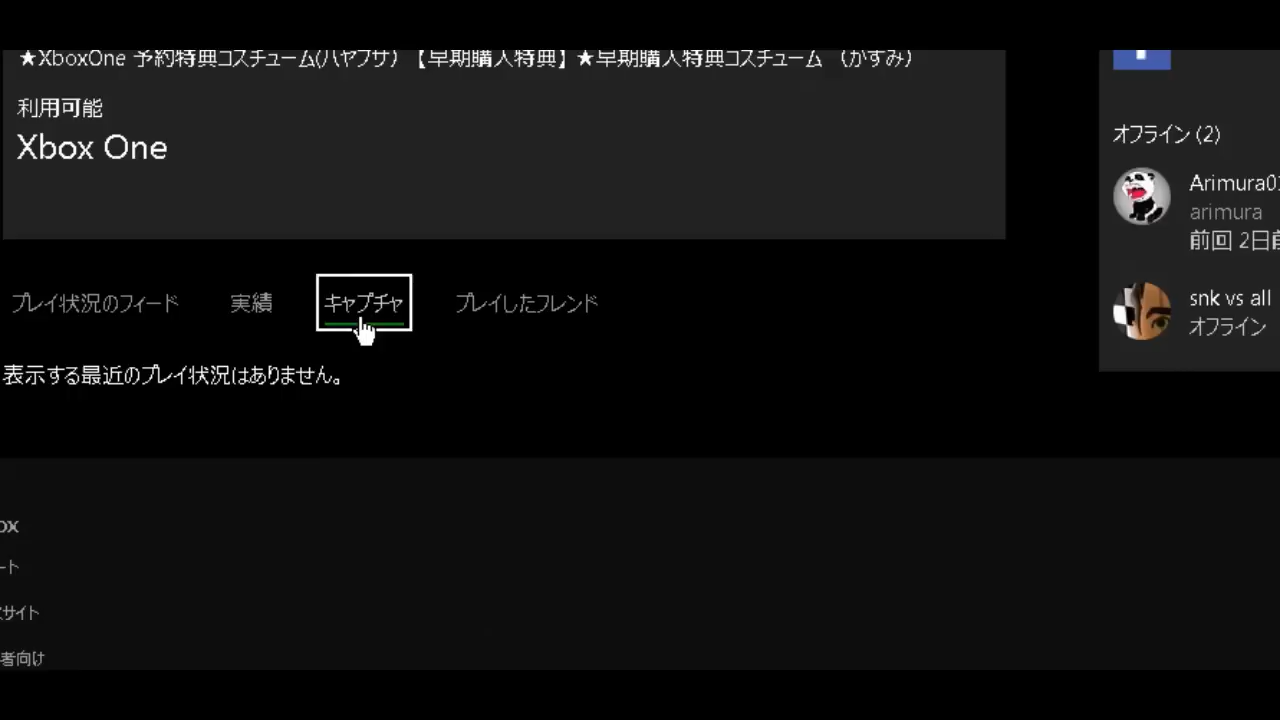 ★XboxOne 予約特典コスチューム(ハヤブサ) 【早期購入特典】★早期購入特典コスチューム (かすみ)
利用可能
Xbox One
オフライン (2)
Arimura0
arimura
前回 2日前
プレイ状況のフィード 実績 キャプチャ プレイしたフレンド
snk vs all
オフライン
表示する最近のプレイ状況はありません。
ox
ート
サイト
者向け